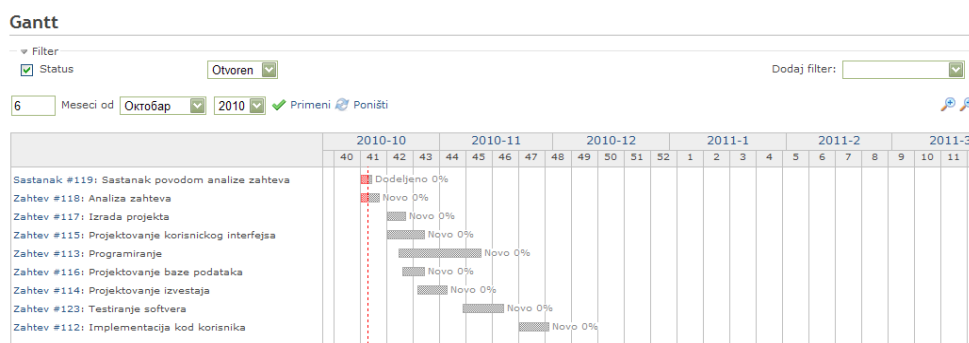 Gantt
Filter
Status Otvoren Dodaj filter:
6 Meseci od Октобар 2010 Primeni Poništi
2010-10 2010-11 2010-12 2011-1 2011-2 2011-3
40 41 42 43 44 45 46 47 48 49 50 51 52 1 2 3 4 5 6 7 8 9 10 11
Sastanak #119: Sastanak povodom analize zahteva Dodeljeno 0%
Zahtev #118: Analiza zahteva Novo 0%
Zahtev #117: Izrada projekta Novo 0%
Zahtev #115: Projektovanje korisnickog interfejsa Novo 0%
Zahtev #113: Programiranje Novo 0%
Zahtev #116: Projektovanje baze podataka Novo 0%
Zahtev #114: Projektovanje izvestaja Novo 0%
Zahtev #123: Testiranje softvera Novo 0%
Zahtev #112: Implementacija kod korisnika Novo 0%